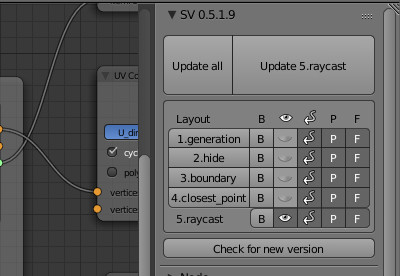 SV 0.5.1.9
Update all Update 5.raycast
UV Co
Layout B P F
U_di
1.generation B P F
cyc
2.hide B P F
poly
3.boundary B P F
vertices
4.closest_point B P F
vertices
5.raycast B P F
Check for new version